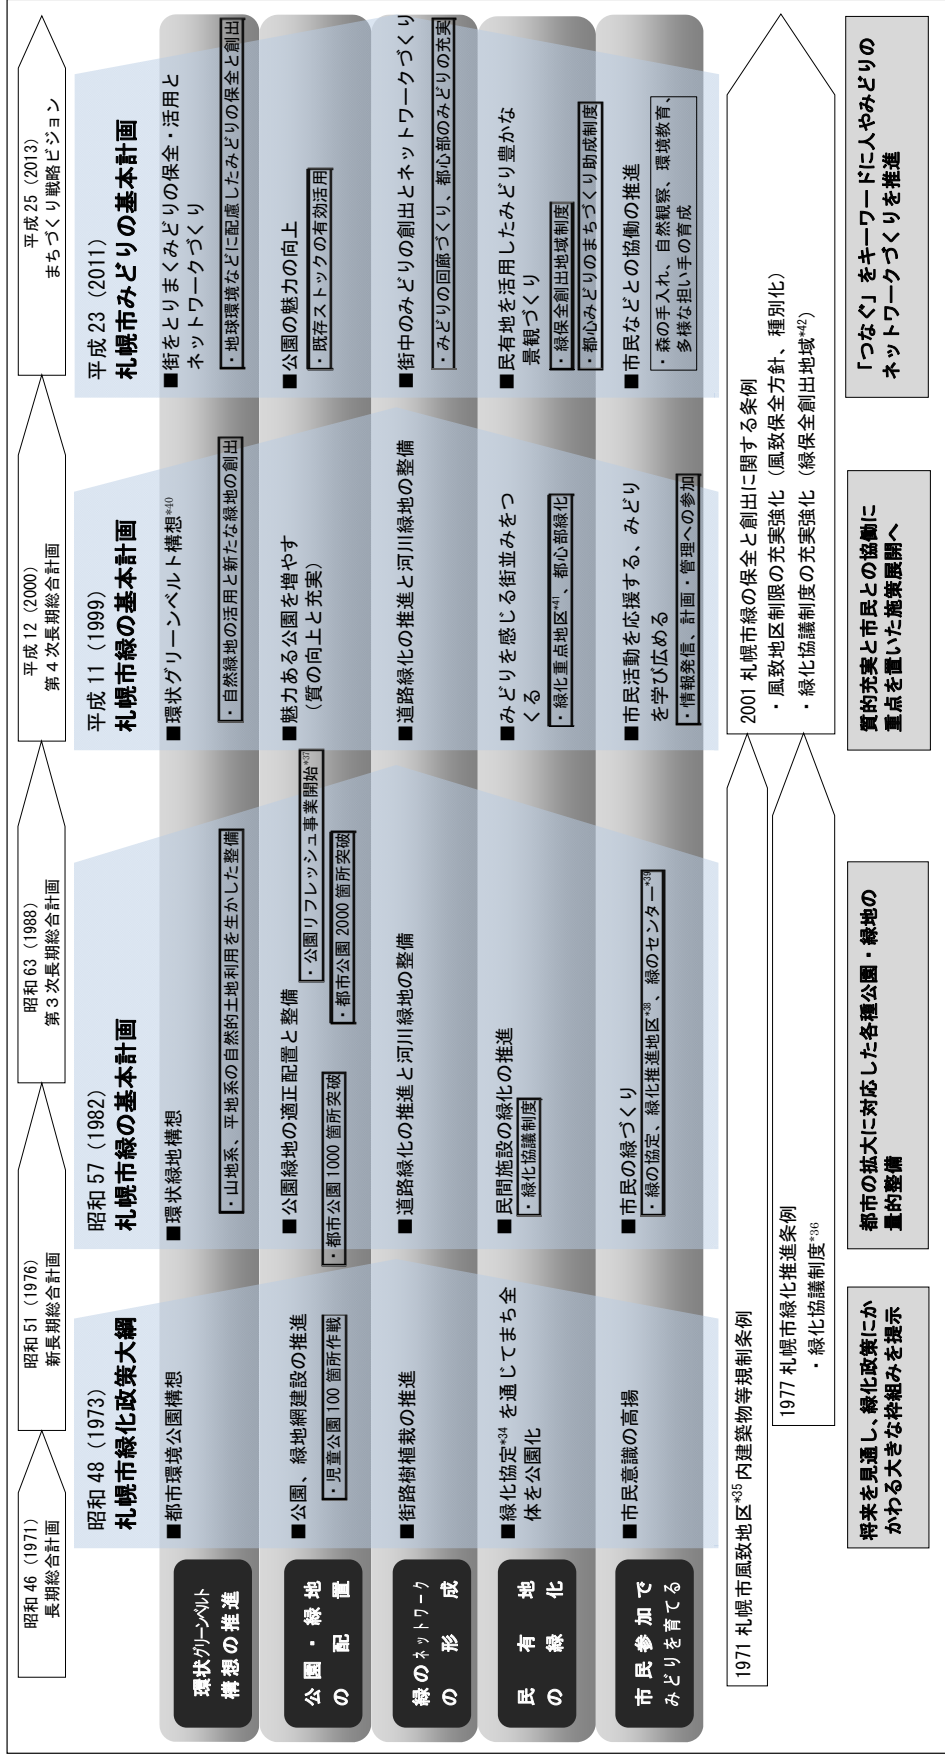 昭和 46（1971）
長期総合計画
昭和 51（1976）
新長期総合計画
昭和 63（1988）
第３次長期総合計画
平成 12（2000）
第４次長期総合計画
平成 25（2013）
まちづくり戦略ビジョン
昭和 48（1973）
札幌市緑化政策大綱
昭和 57（1982）
札幌市緑の基本計画
平成 11（1999）
札幌市緑の基本計画
平成 23（2011）
札幌市みどりの基本計画
環状グリーンベルト
構想の推進
■都市環境公園構想
■環状緑地構想
・山地系、平地系の自然的土地利用を生かした整備
■環状グリーンベルト構想*40
・自然緑地の活用と新たな緑地の創出
■街をとりまくみどりの保全・活用と
ネットワークづくり
・地球環境などに配慮したみどりの保全と創出
公園・緑地
の配置
■公園、緑地網建設の推進
・児童公園 100 箇所作戦
■公園緑地の適正配置と整備
・都市公園 1000 箇所突破
・公園リフレッシュ事業開始*37
・都市公園 2000 箇所突破
■魅力ある公園を増やす
（質の向上と充実）
■公園の魅力の向上
・既存ストックの有効活用
緑のネットワーク
の形成
■街路樹植栽の推進
■道路緑化の推進と河川緑地の整備
■道路緑化の推進と河川緑地の整備
■街中のみどりの創出とネットワークづくり
・みどりの回廊づくり、都心部のみどりの充実
民有地
の緑化
■緑化協定*34 を通じてまち全
体を公園化
■民間施設の緑化の推進
・緑化協議制度
■みどりを感じる街並みをつ
くる
・緑化重点地区*41、都心部緑化
■民有地を活用したみどり豊かな
景観づくり
・緑保全創出地域制度
・都心みどりのまちづくり助成制度
市民参加で
みどりを育てる
■市民意識の高揚
■市民の緑づくり
・緑の協定、緑化推進地区*38、緑のセンター*39
■市民活動を応援する、みどり
を学び広める
・情報発信、計画・管理への参加
■市民などとの協働の推進
・森の手入れ、自然観察、環境教育、
多様な担い手の育成
1971 札幌市風致地区*35 内建築物等規制条例
1977 札幌市緑化推進条例
・緑化協議制度*36
2001 札幌市緑の保全と創出に関する条例
・風致地区制限の充実強化（風致保全方針、種別化）
・緑化協議制度の充実強化（緑保全創出地域*42）
将来を見通し、緑化政策にか
かわる大きな枠組みを提示
都市の拡大に対応した各種公園・緑地の
量的整備
質的充実と市民との協働に
重点を置いた施策展開へ
「つなぐ」をキーワードに人やみどりの
ネットワークづくりを推進